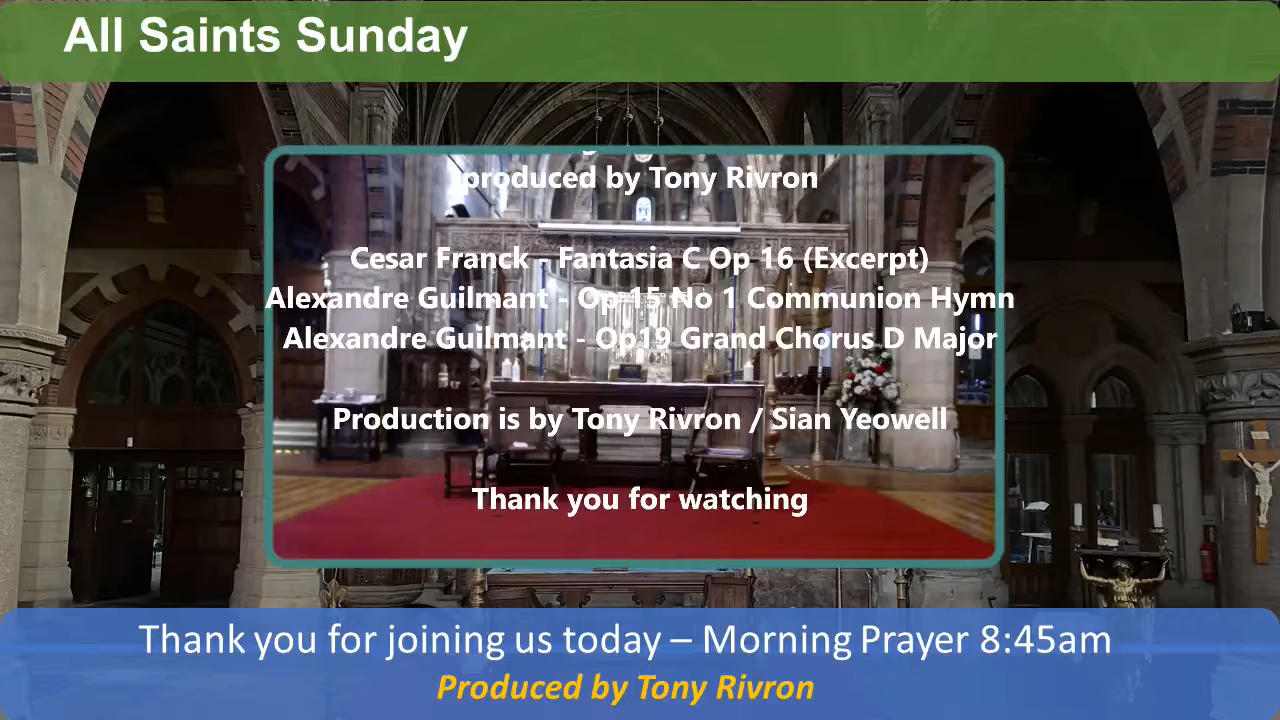 All Saints Sunday
produced by Tony Rivron
Cesar Franck - Fantasia C Op 16 (Excerpt)
Alexandre Guilmant - Op 15 No 1 Communion Hymn
Alexandre Guilmant - Op19 Grand Chorus D Major
Production is by Tony Rivron / Sian Yeowell
Thank you for watching
Thank you for joining us today – Morning Prayer 8:45am
Produced by Tony Rivron